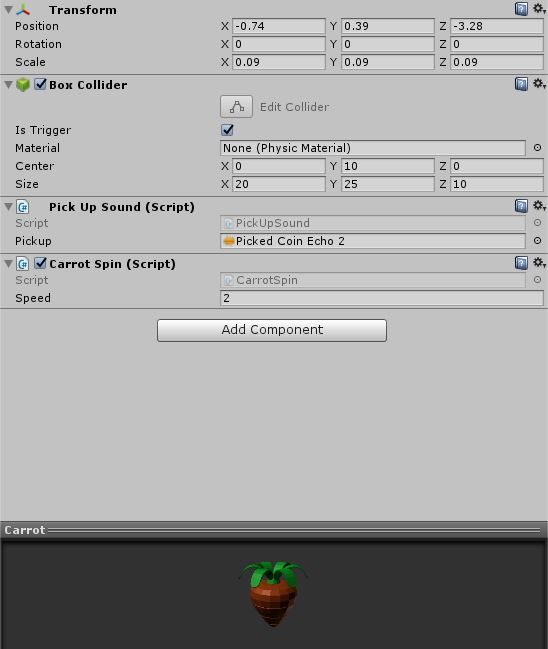 Transform
Position X -0.74 Y 0.39 Z -3.28
Rotation X 0 Y 0 Z 0
Scale X 0.09 Y 0.09 Z 0.09
Box Collider
Edit Collider
Is Trigger
Material None (Physic Material)
Center X 0 Y 10 Z 0
Size X 20 Y 25 Z 10
Pick Up Sound (Script)
Script PickUpSound
Pickup Picked Coin Echo 2
Carrot Spin (Script)
Script CarrotSpin
Speed 2
Add Component
Carrot